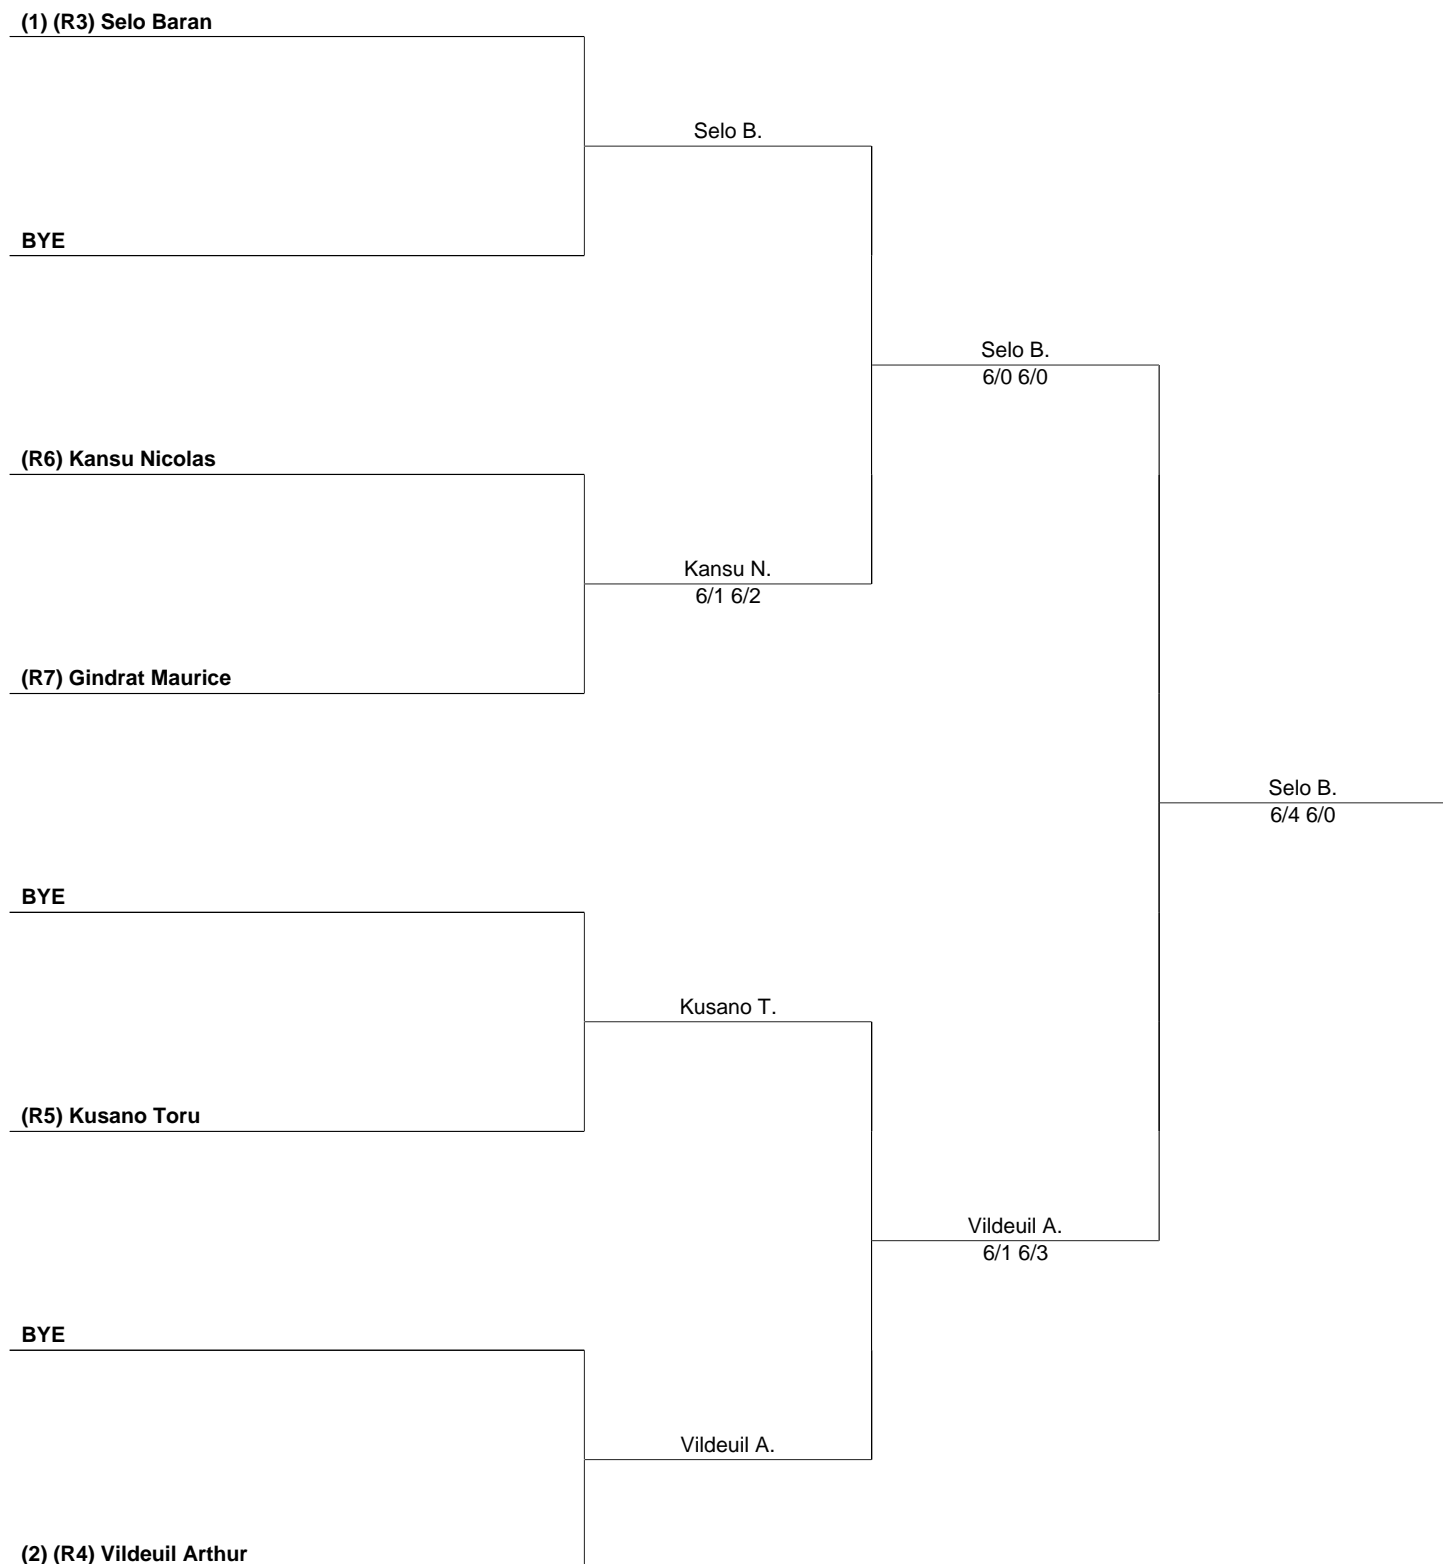 (1) (R3) Selo Baran
Selo B.
BYE
Selo B.
6/0 6/0
(R6) Kansu Nicolas
Kansu N.
6/1 6/2
(R7) Gindrat Maurice
Selo B.
6/4 6/0
BYE
Kusano T.
(R5) Kusano Toru
Vildeuil A.
6/1 6/3
BYE
Vildeuil A.
(2) (R4) Vildeuil Arthur